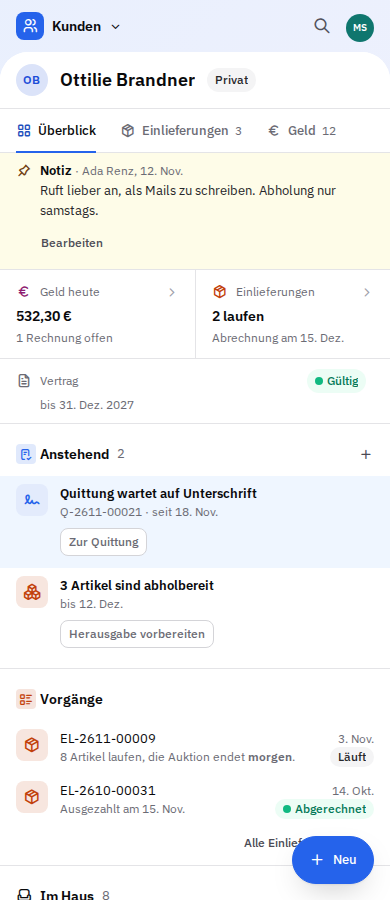 Kunden
MS
OB Ottilie Brandner Privat
Überblick Einlieferungen 3 Geld 12
Notiz · Ada Renz, 12. Nov.
Ruft lieber an, als Mails zu schreiben. Abholung nur
samstags.
Bearbeiten
Geld heute
532,30 €
1 Rechnung offen
Einlieferungen
2 laufen
Abrechnung am 15. Dez.
Vertrag Gültig
bis 31. Dez. 2027
Anstehend 2
Quittung wartet auf Unterschrift
Q-2611-00021 · seit 18. Nov.
Zur Quittung
3 Artikel sind abholbereit
bis 12. Dez.
Herausgabe vorbereiten
Vorgänge
EL-2611-00009 3. Nov.
8 Artikel laufen, die Auktion endet morgen. Läuft
EL-2610-00031 14. Okt.
Ausgezahlt am 15. Nov. Abgerechnet
Alle
+ Neu
Im Haus 8